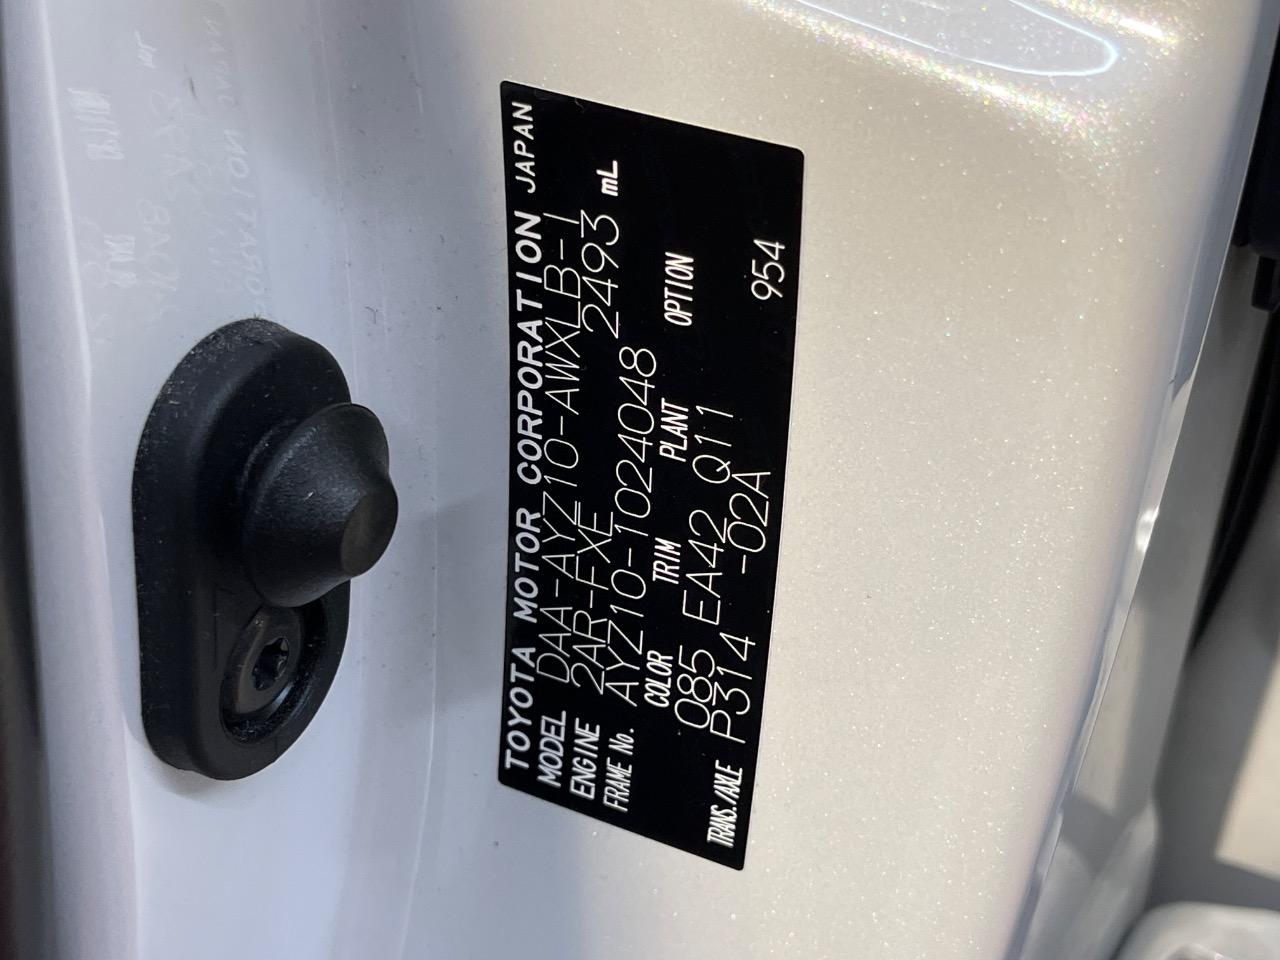 TOYOTA MOTOR CORPORATION JAPAN
MODEL DAA-AYZ10-AWXLB-I
ENGINE 2AR-FXE 2493 mL
FRAME No. AYZ10-1024048
COLOR TRIM PLANT OPTION
085 EA42 Q11
TRANS./AXLE P314 -02A 954